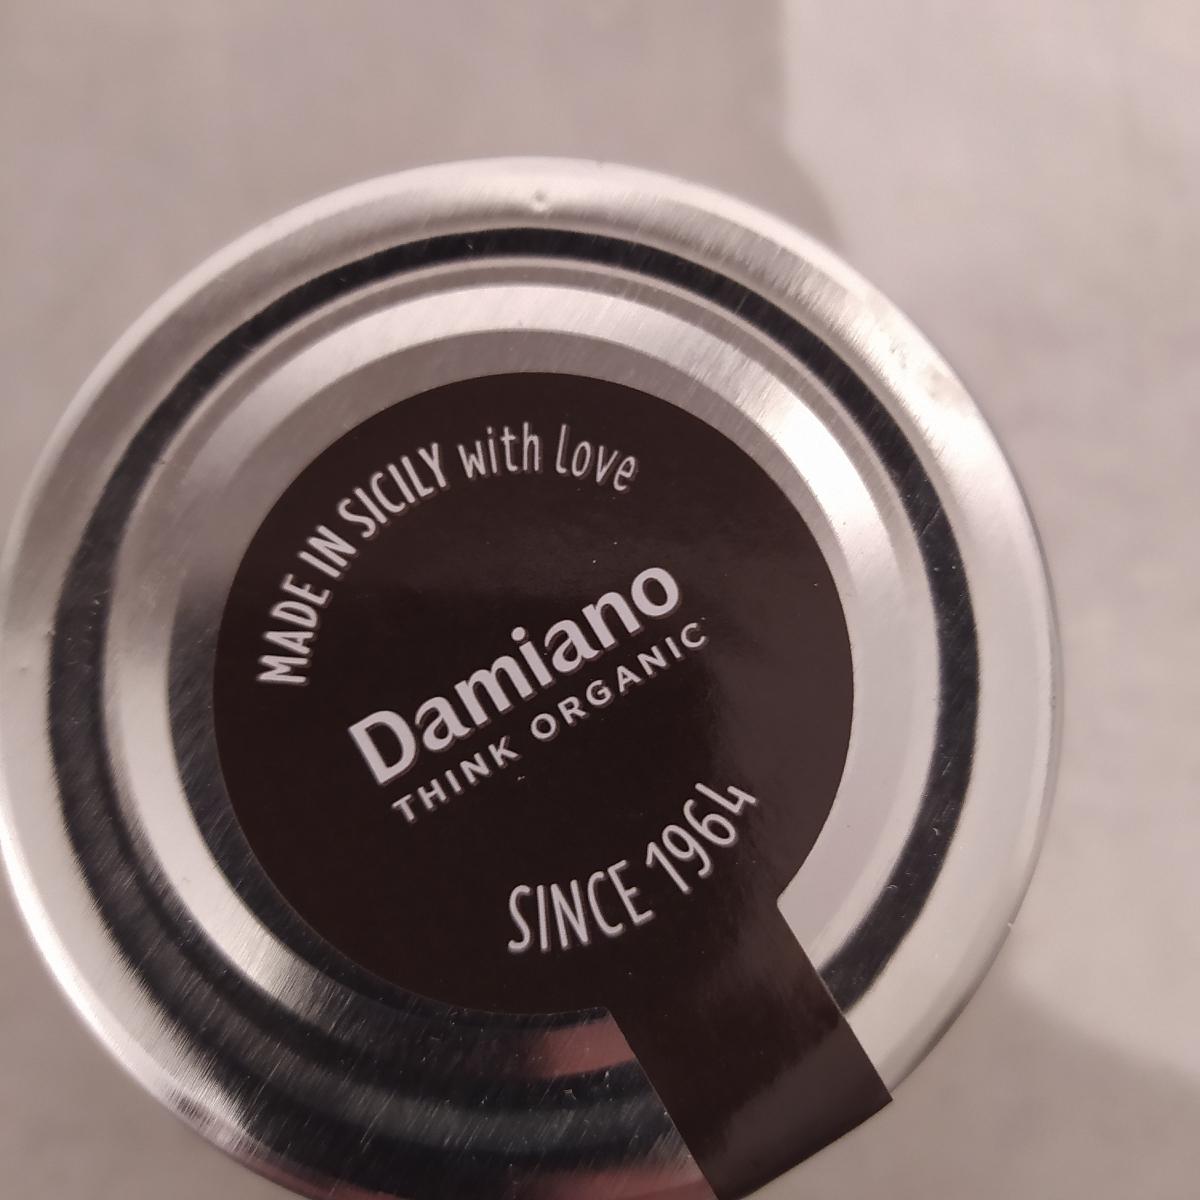 MADE IN SICILY with Love
Damiano
THINK ORGANIC
SINCE 1964